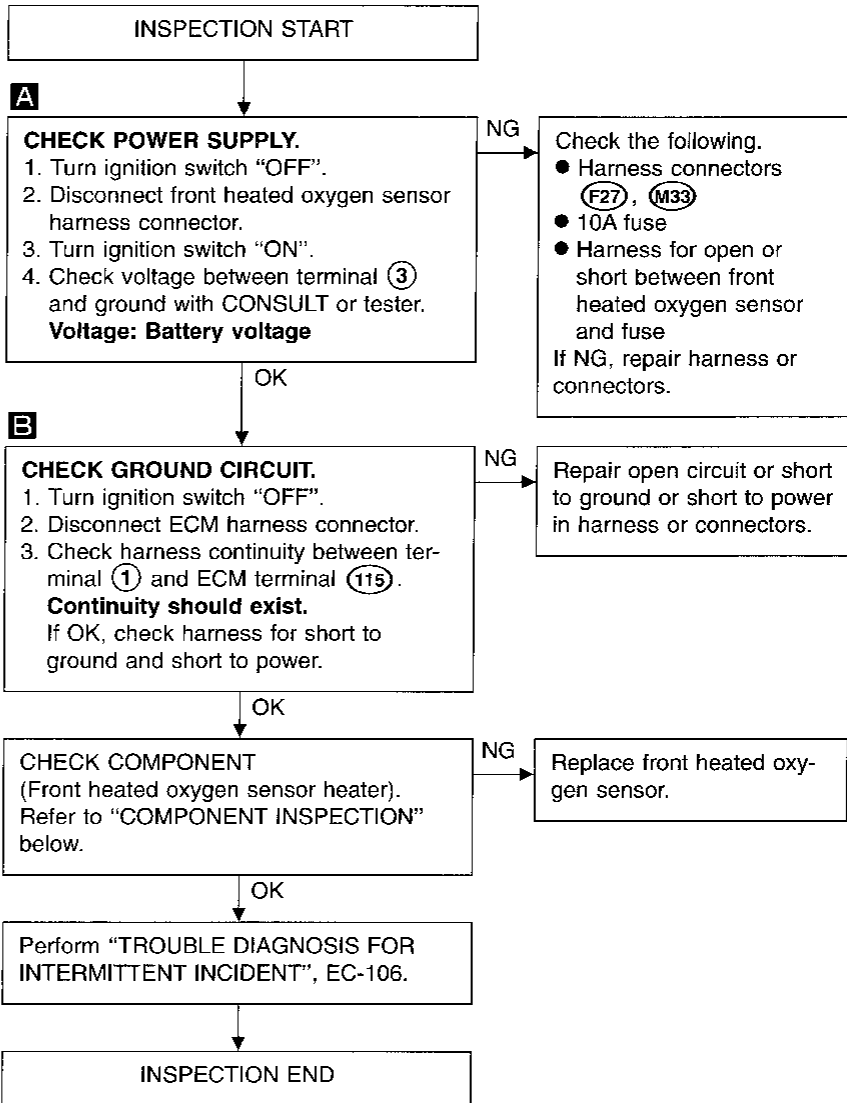 INSPECTION START
A
CHECK POWER SUPPLY.
1. Turn ignition switch “OFF”.
2. Disconnect front heated oxygen sensor
harness connector.
3. Turn ignition switch “ON”.
4. Check voltage between terminal ③
and ground with CONSULT or tester.
Voltage: Battery voltage
NG
Check the following.
● Harness connectors
F27, M33
● 10A fuse
● Harness for open or
short between front
heated oxygen sensor
and fuse
If NG, repair harness or
connectors.
OK
B
CHECK GROUND CIRCUIT.
1. Turn ignition switch “OFF”.
2. Disconnect ECM harness connector.
3. Check harness continuity between ter-
minal ① and ECM terminal 115.
Continuity should exist.
If OK, check harness for short to
ground and short to power.
NG
Repair open circuit or short
to ground or short to power
in harness or connectors.
OK
CHECK COMPONENT
(Front heated oxygen sensor heater).
Refer to “COMPONENT INSPECTION”
below.
NG
Replace front heated oxy-
gen sensor.
OK
Perform “TROUBLE DIAGNOSIS FOR
INTERMITTENT INCIDENT”, EC-106.
INSPECTION END